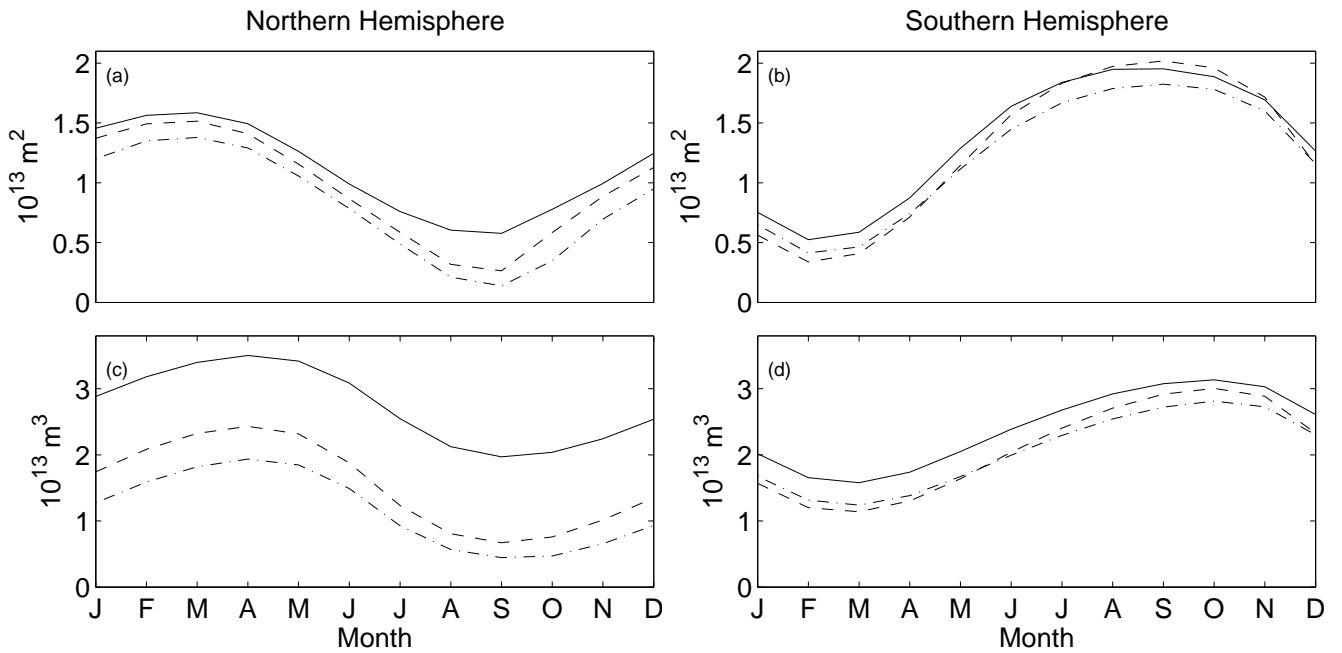 Northern Hemisphere
Southern Hemisphere
(a)
2
1.5
1
0.5
0
10^13 m^2
(b)
2
1.5
1
0.5
0
10^13 m^2
(c)
3
2
1
0
10^13 m^3
J F M A M J J A S O N D
Month
(d)
3
2
1
0
10^13 m^3
J F M A M J J A S O N D
Month